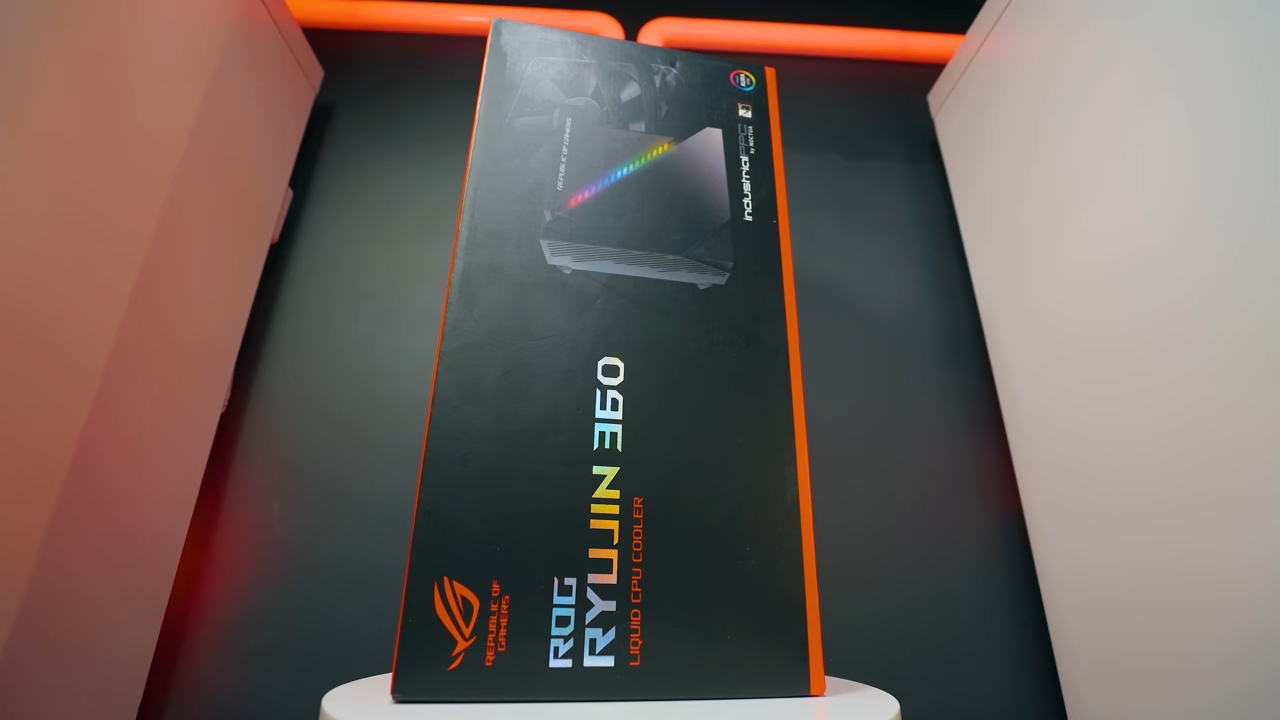 REPUBLIC OF
GAMERS
ROG
RYUJIN 360
LIQUID CPU COOLER
REPUBLIC OF GAMERS
industrialPPC
by NOCTUA